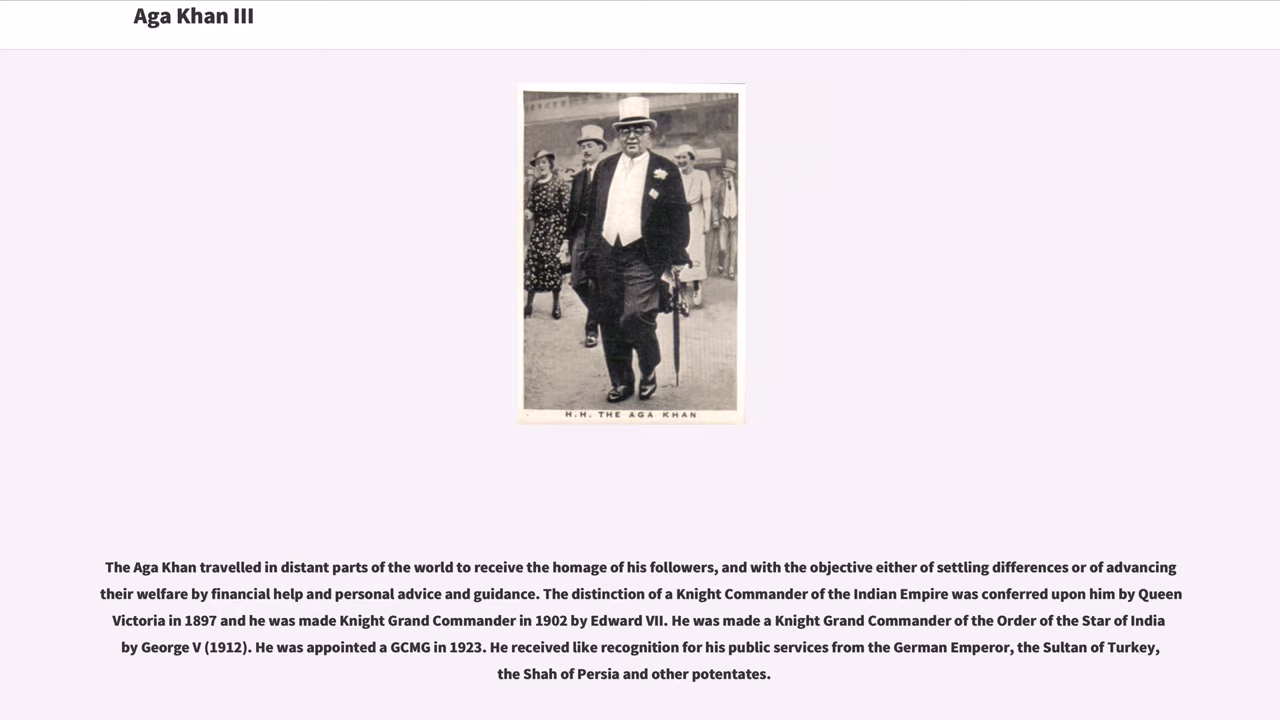 Aga Khan III
H.H. THE AGA KHAN
The Aga Khan travelled in distant parts of the world to receive the homage of his followers, and with the objective either of settling differences or of advancing
their welfare by financial help and personal advice and guidance. The distinction of a Knight Commander of the Indian Empire was conferred upon him by Queen
Victoria in 1897 and he was made Knight Grand Commander in 1902 by Edward VII. He was made a Knight Grand Commander of the Order of the Star of India
by George V (1912). He was appointed a GCMG in 1923. He received like recognition for his public services from the German Emperor, the Sultan of Turkey,
the Shah of Persia and other potentates.